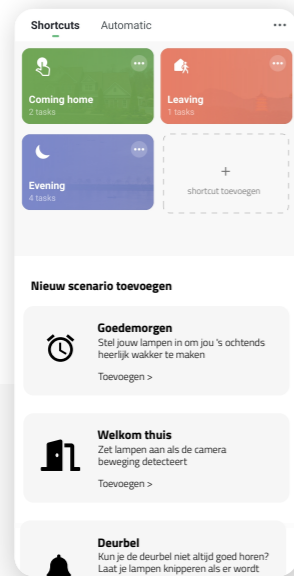 Shortcuts
Automatic
Coming home
2 tasks
Leaving
1 tasks
Evening
4 tasks
+
shortcut toevoegen
Nieuw scenario toevoegen
Goedemorgen
Stel jouw lampen in om jou 's ochtends
heerlijk wakker te maken
Toevoegen >
Welkom thuis
Zet lampen aan als de camera
beweging detecteert
Toevoegen >
Deurbel
Kun je de deurbel niet altijd goed horen?
Laat je lampen knipperen als er wordt